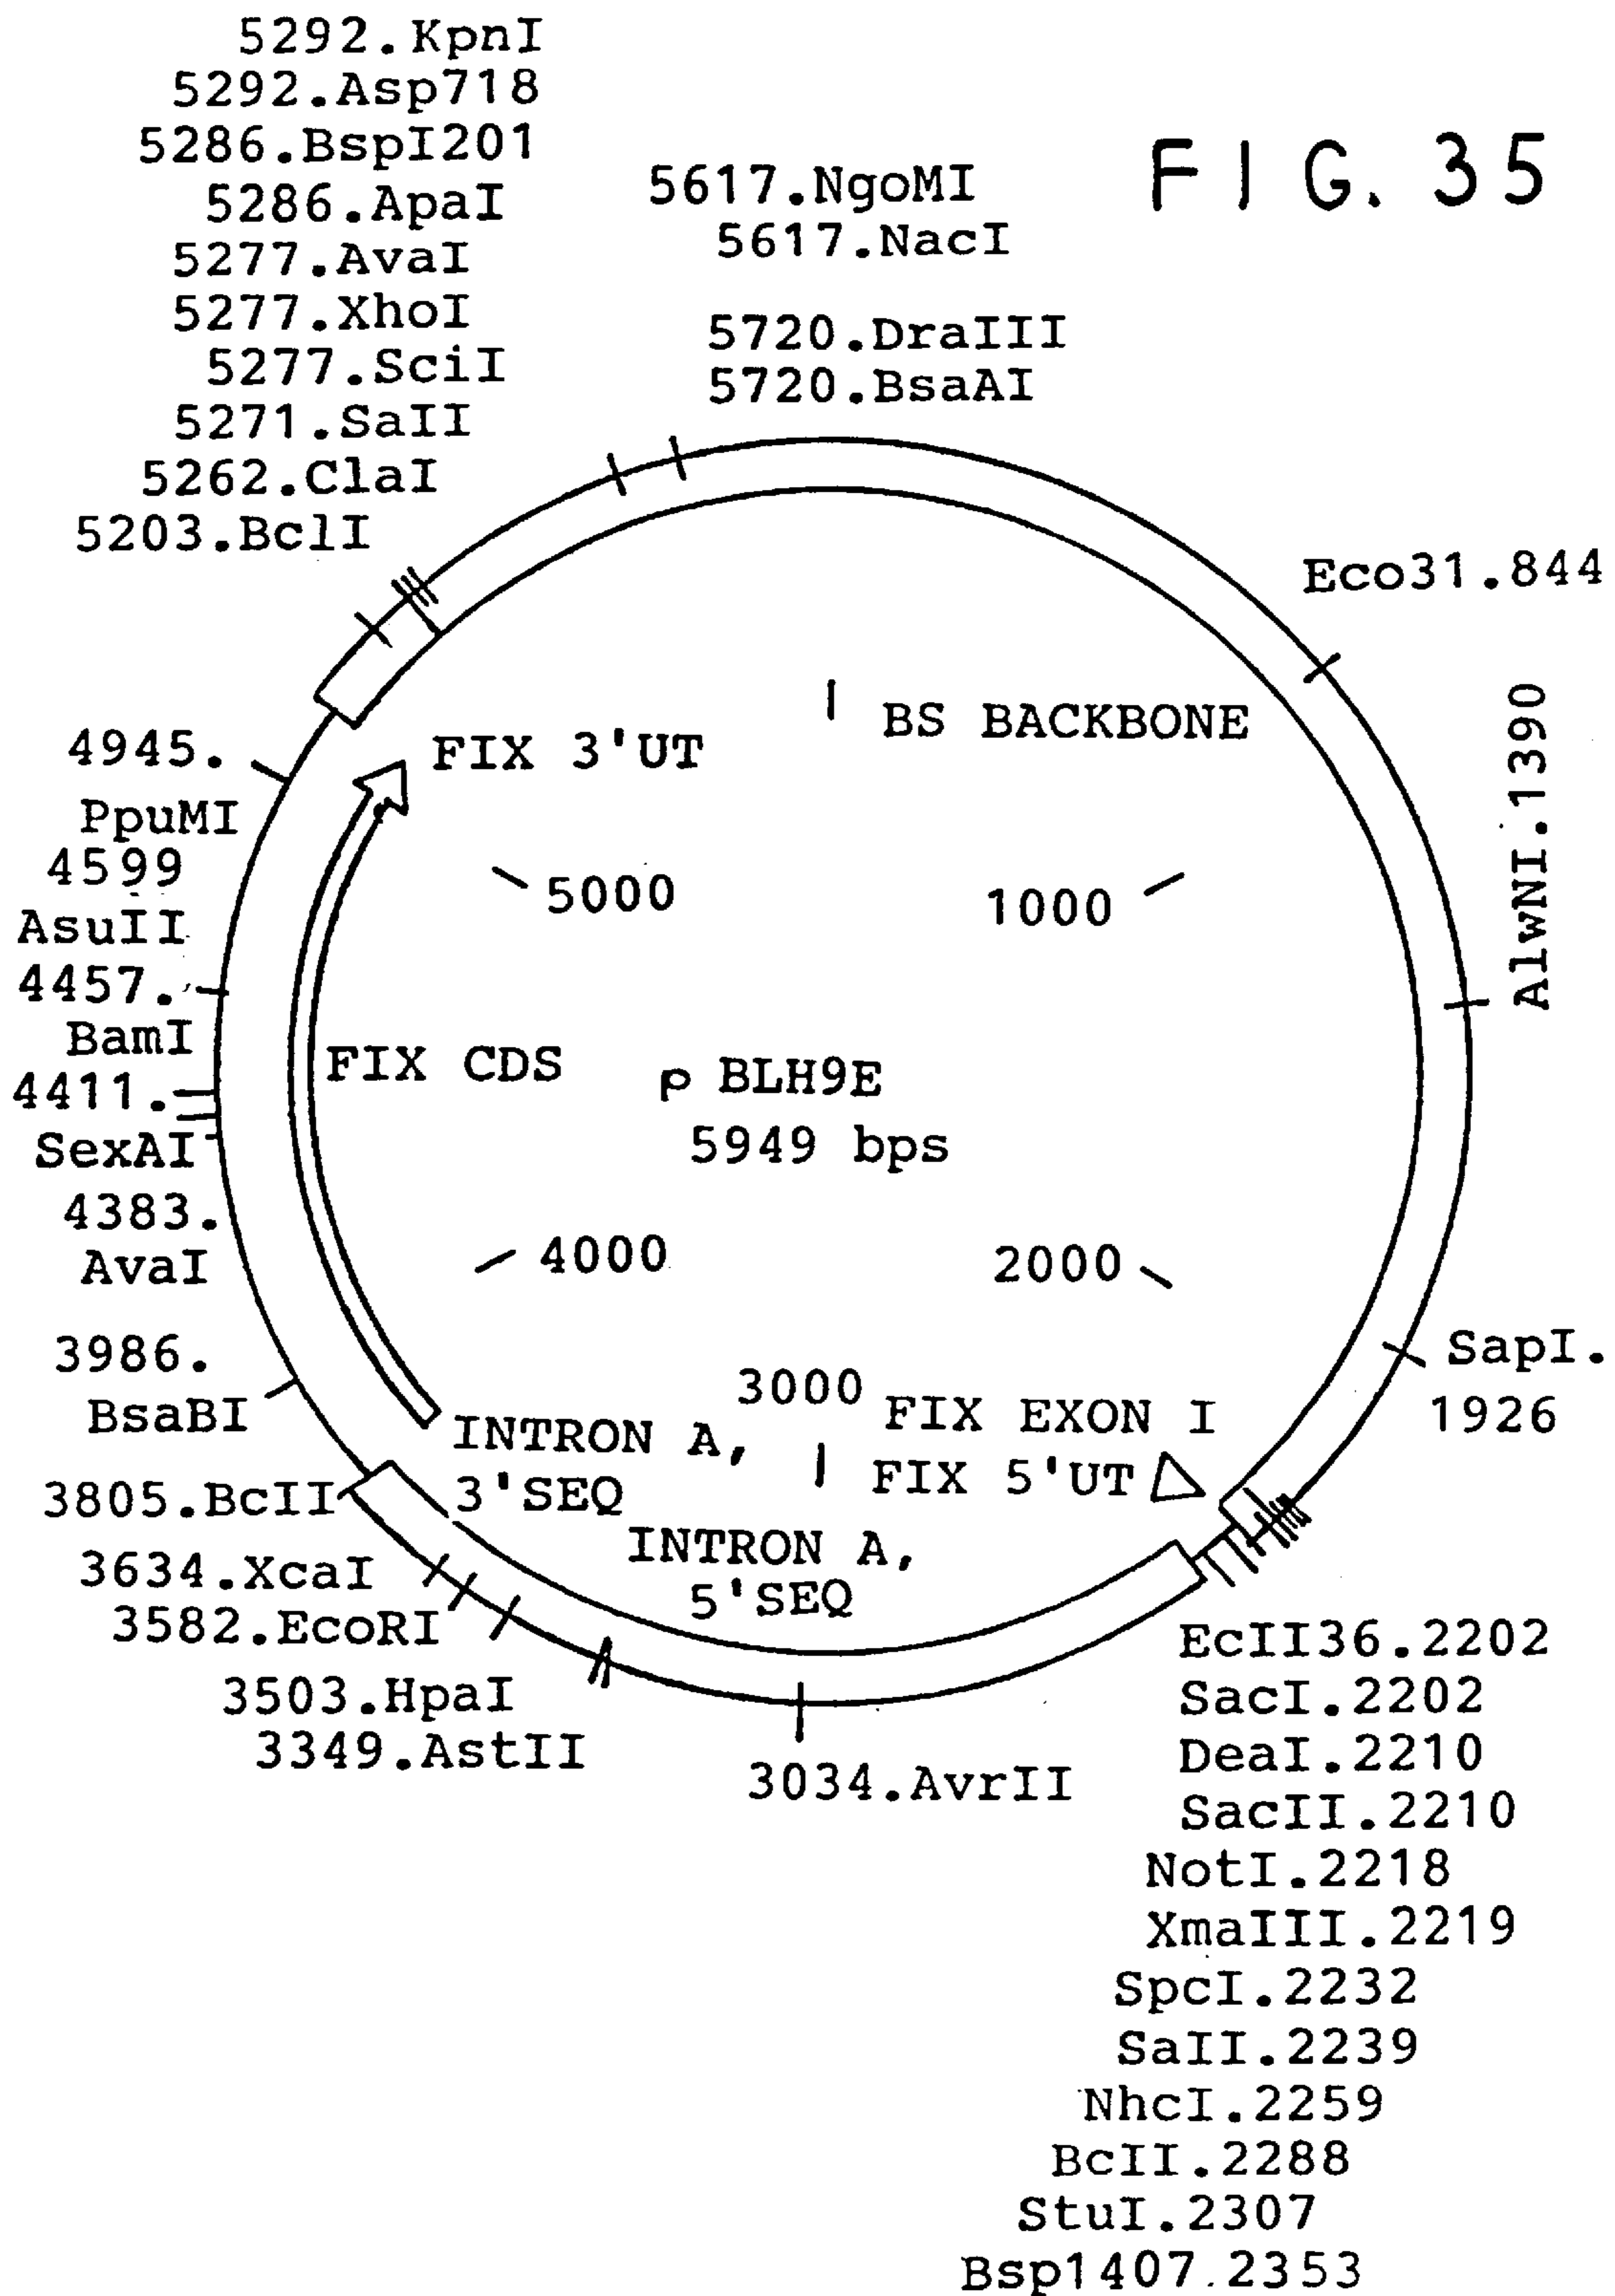 FIG. 35
5292.KpnI
5292.Asp718
5286.BspI201
5286.ApaI
5277.AvaI
5277.XhoI
5277.SciI
5271.SaII
5262.ClaI
5203.BclI
5617.NgoMI
5617.NacI
5720.DraIII
5720.BsaAI
Eco31.844
AlwNI.1390
BS BACKBONE
FIX 3'UT
4945.
PpuMI
4599
AsuII
4457.
BamI
4411.
SexAI
4383.
AvaI
3986.
BsaBI
5000
1000
FIX CDS
p BLH9E
5949 bps
4000
2000
3000
SapI.
1926
FIX EXON I
FIX 5'UT
INTRON A,
3'SEQ
INTRON A,
5'SEQ
3805.BcII
3634.XcaI
3582.EcoRI
3503.HpaI
3349.AstII
3034.AvrII
EcII36.2202
SacI.2202
DeaI.2210
SacII.2210
NotI.2218
XmaIII.2219
SpcI.2232
SaII.2239
NhcI.2259
BcII.2288
StuI.2307
Bsp1407.2353